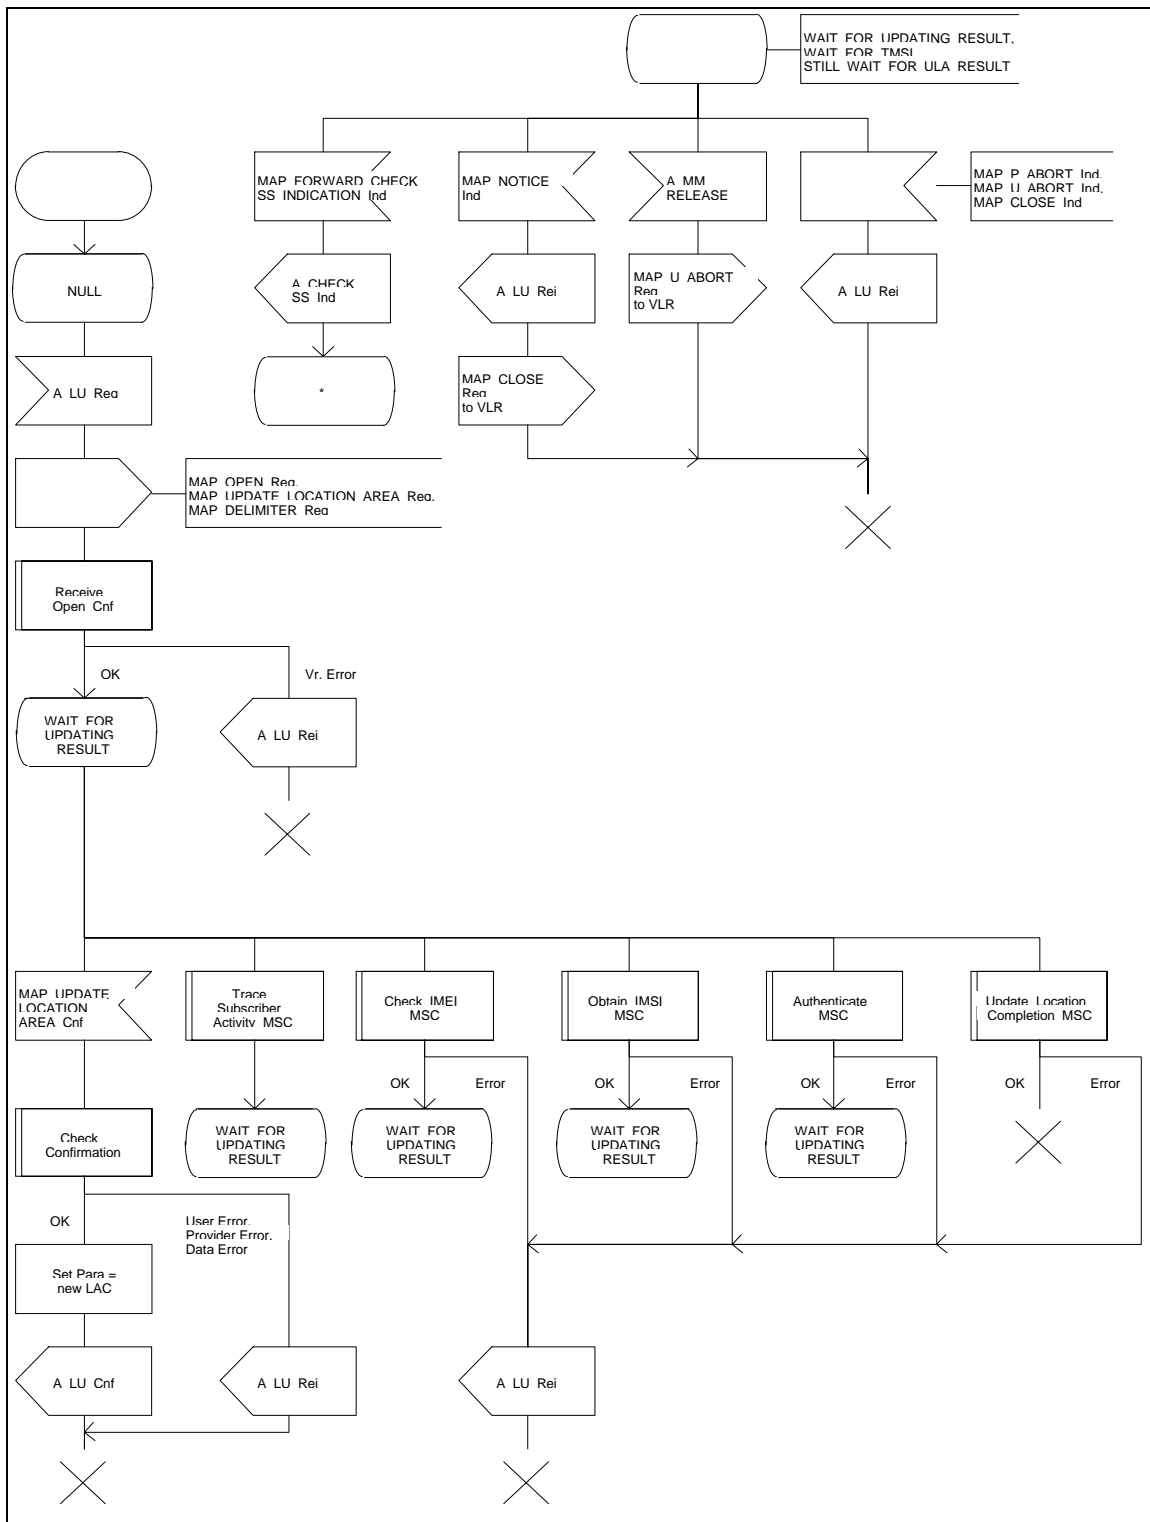 WAIT FOR UPDATING RESULT,
WAIT FOR TMSI
STILL WAIT FOR ULA RESULT
MAP FORWARD CHECK
SS INDICATION Ind
MAP NOTICE
Ind
A MM
RELEASE
MAP P ABORT Ind,
MAP U ABORT Ind,
MAP CLOSE Ind
NULL
A CHECK
SS Ind
A LU Rej
MAP U ABORT
Req
to VLR
A LU Rej
A LU Req
*
MAP CLOSE
Req
to VLR
MAP OPEN Req,
MAP UPDATE LOCATION AREA Req,
MAP DELIMITER Req
Receive
Open Cnf
OK
Vr. Error
WAIT FOR
UPDATING
RESULT
A LU Rej
MAP UPDATE
LOCATION
AREA Cnf
Trace
Subscriber
Activity MSC
Check IMEI
MSC
Obtain IMSI
MSC
Authenticate
MSC
Update Location
Completion MSC
OK
Error
OK
Error
OK
Error
OK
Error
Check
Confirmation
WAIT FOR
UPDATING
RESULT
WAIT FOR
UPDATING
RESULT
WAIT FOR
UPDATING
RESULT
WAIT FOR
UPDATING
RESULT
OK
User Error,
Provider Error,
Data Error
Set Para =
new LAC
A LU Cnf
A LU Rej
A LU Rej